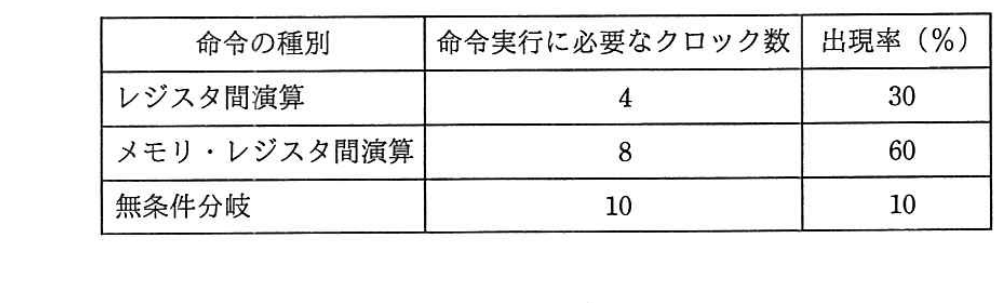 命令の種別 命令実行に必要なクロック数 出現率（％）
レジスタ間演算 4 30
メモリ・レジスタ間演算 8 60
無条件分岐 10 10